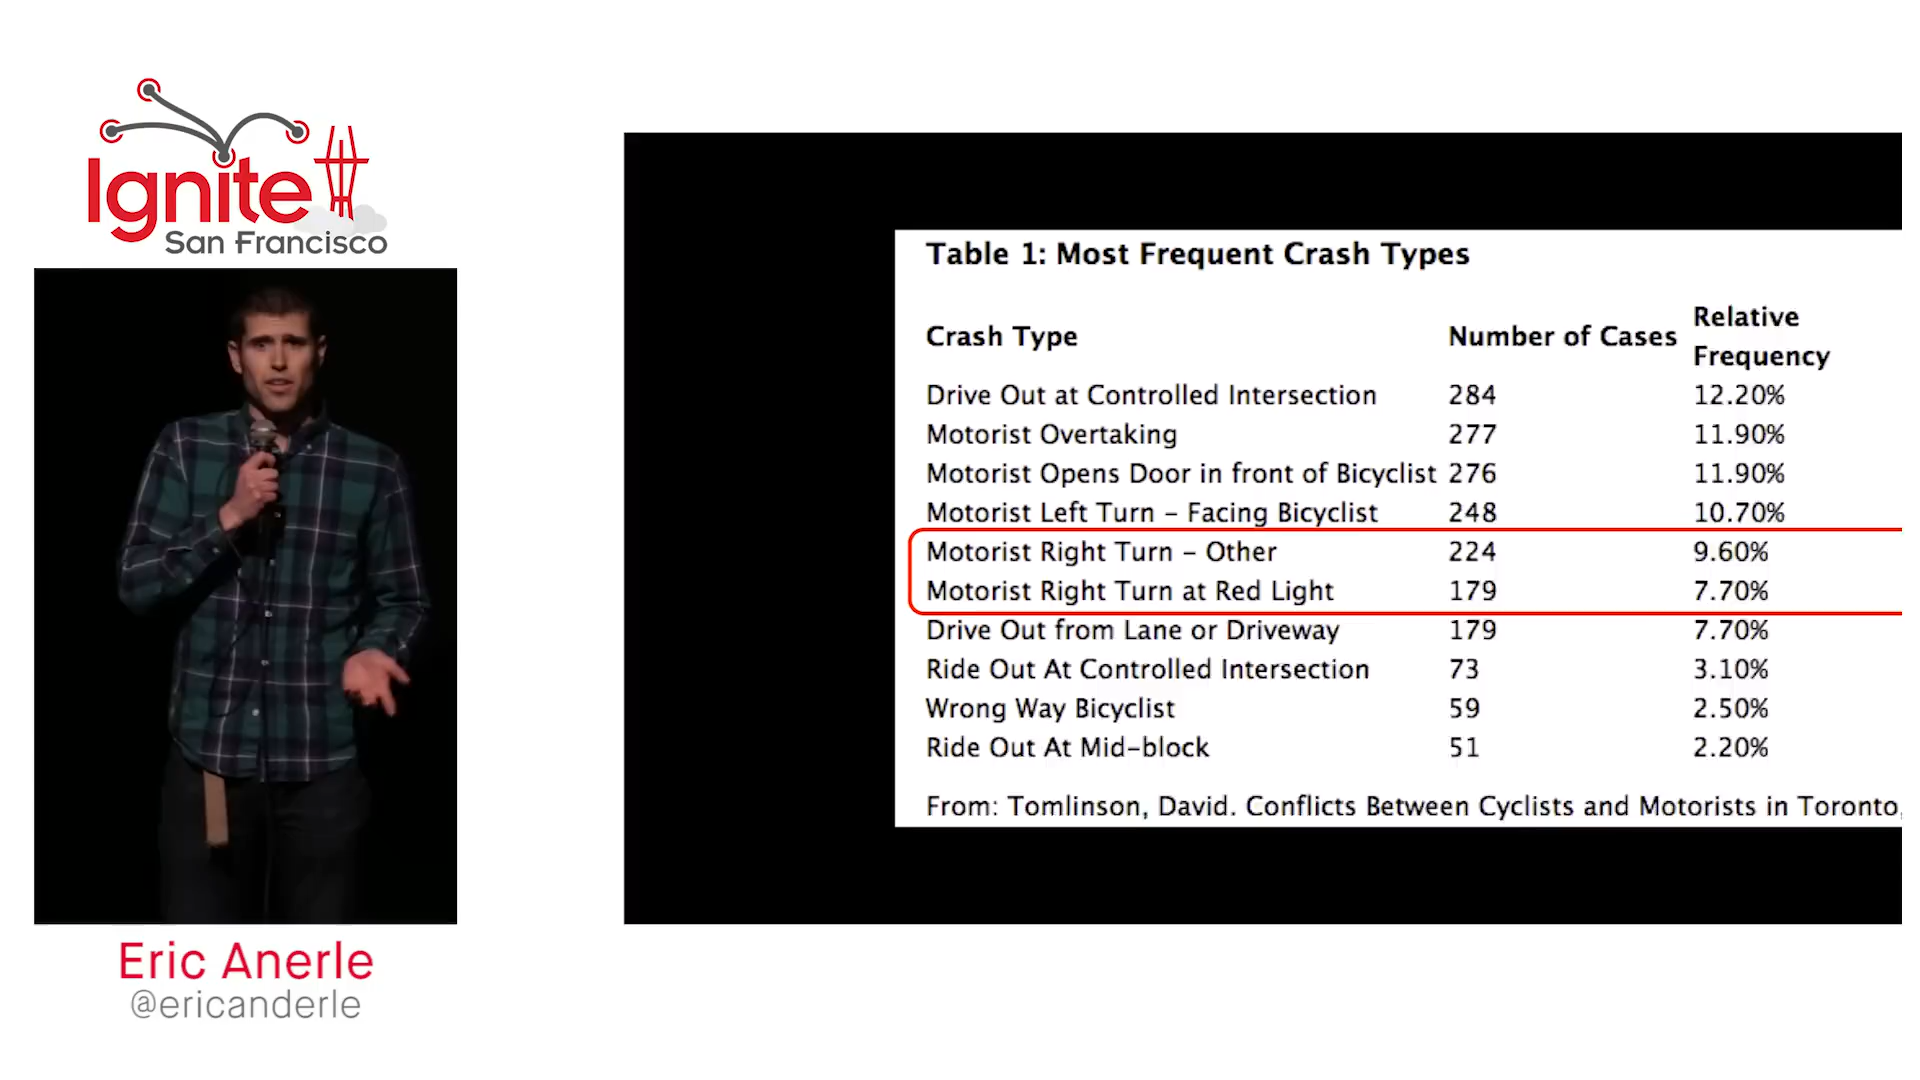 Ignite
San Francisco
Eric Anerle
@ericanderle
Table 1: Most Frequent Crash Types
Crash Type Number of Cases Relative Frequency
Drive Out at Controlled Intersection 284 12.20%
Motorist Overtaking 277 11.90%
Motorist Opens Door in front of Bicyclist 276 11.90%
Motorist Left Turn – Facing Bicyclist 248 10.70%
Motorist Right Turn – Other 224 9.60%
Motorist Right Turn at Red Light 179 7.70%
Drive Out from Lane or Driveway 179 7.70%
Ride Out At Controlled Intersection 73 3.10%
Wrong Way Bicyclist 59 2.50%
Ride Out At Mid-block 51 2.20%
From: Tomlinson, David. Conflicts Between Cyclists and Motorists in Toronto,